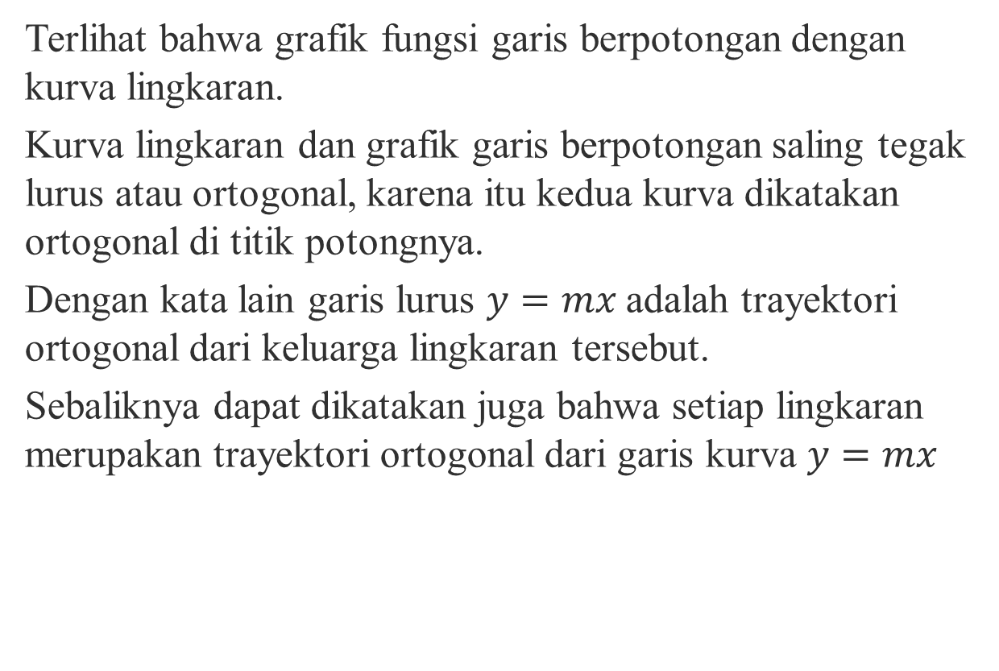 Terlihat bahwa grafik fungsi garis berpotongan dengan
kurva lingkaran.
Kurva lingkaran dan grafik garis berpotongan saling tegak
lurus atau ortogonal, karena itu kedua kurva dikatakan
ortogonal di titik potongnya.
Dengan kata lain garis lurus y = mx adalah trayektori
ortogonal dari keluarga lingkaran tersebut.
Sebaliknya dapat dikatakan juga bahwa setiap lingkaran
merupakan trayektori ortogonal dari garis kurva y = mx